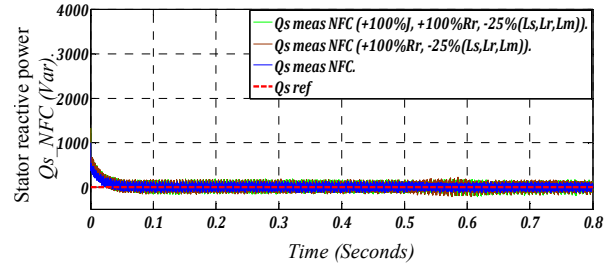 4000
3000
2000
1000
0
Stator reactive power
Qs_NFC (Var).
Qs meas NFC (+100%J, +100%Rr, -25%(Ls,Lr,Lm)).
Qs meas NFC (+100%Rr, -25%(Ls,Lr,Lm)).
Qs meas NFC.
Qs ref
0 0.1 0.2 0.3 0.4 0.5 0.6 0.7 0.8
Time (Seconds)